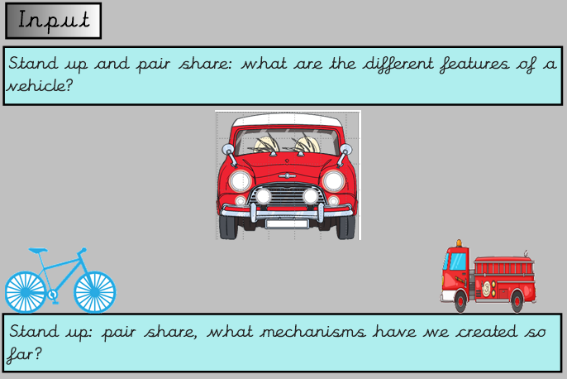 Input
Stand up and pair share: what are the different features of a
vehicle?
Stand up: pair share, what mechanisms have we created so
far?